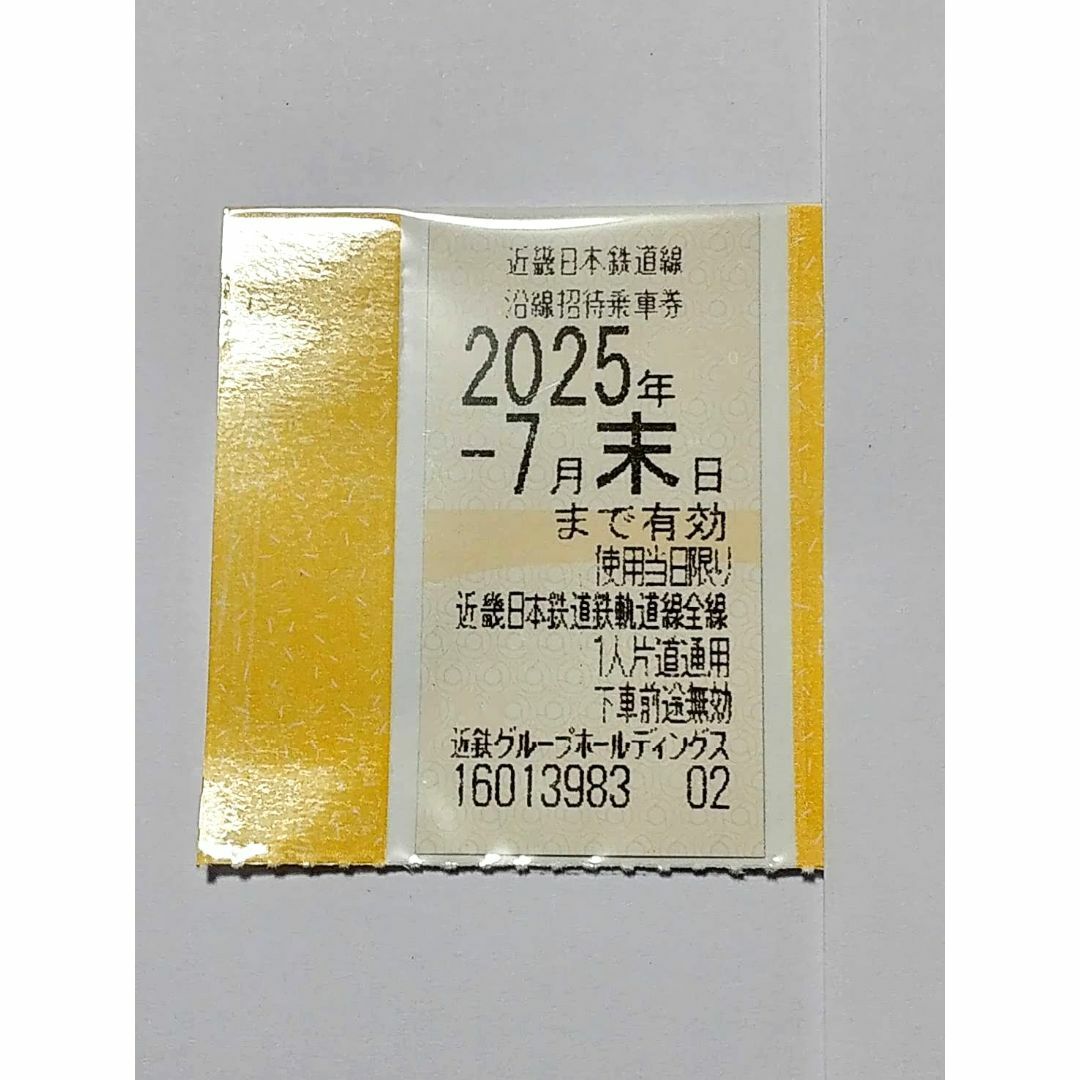 近畿日本鉄道線
沿線招待乗車券
2025年
-7月末日
まで有効
使用当日限り
近畿日本鉄道鉄軌道線全線
1人片道通用
下車前途無効
近鉄グループホールディングス
16013983 02